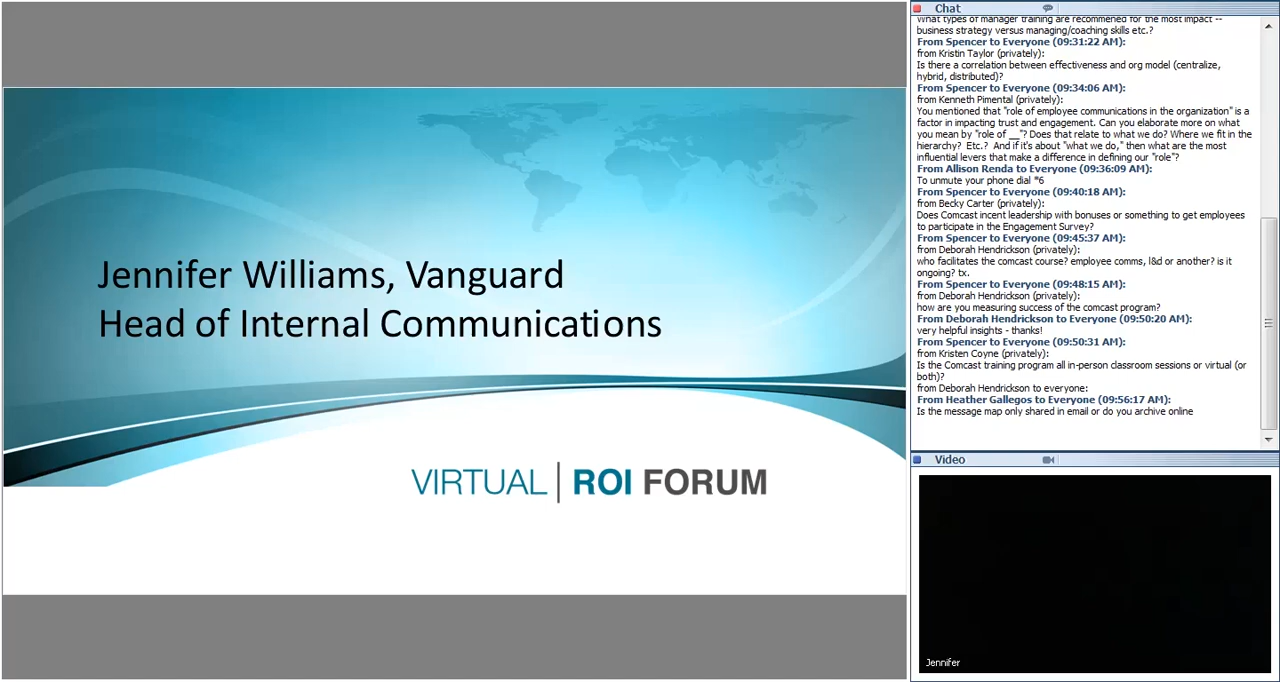 Jennifer Williams, Vanguard
Head of Internal Communications
VIRTUAL | ROI FORUM
Chat
What types of manager training are recommened for the most impact --
business strategy versus managing/coaching skills etc.?
From Spencer to Everyone (09:31:22 AM):
from Kristin Taylor (privately):
Is there a correlation between effectiveness and org model (centralize,
hybrid, distributed)?
From Spencer to Everyone (09:34:06 AM):
from Kenneth Pimental (privately):
You mentioned that "role of employee communications in the organization" is a
factor in impacting trust and engagement. Can you elaborate more on what
you mean by "role of __"? Does that relate to what we do? Where we fit in the
hierarchy?  Etc.?  And if it's about "what we do," then what are the most
influential levers that make a difference in defining our "role"?
From Allison Renda to Everyone (09:36:09 AM):
To unmute your phone dial *6
From Spencer to Everyone (09:40:18 AM):
from Becky Carter (privately):
Does Comcast incent leadership with bonuses or something to get employees
to participate in the Engagement Survey?
From Spencer to Everyone (09:45:37 AM):
from Deborah Hendrickson (privately):
who facilitates the comcast course? employee comms, l&d or another? is it
ongoing? tx.
From Spencer to Everyone (09:48:15 AM):
from Deborah Hendrickson (privately):
how are you measuring success of the comcast program?
From Deborah Hendrickson to Everyone (09:50:20 AM):
very helpful insights - thanks!
From Spencer to Everyone (09:50:31 AM):
from Kristen Coyne (privately):
Is the Comcast training program all in-person classroom sessions or virtual (or
both)?
from Deborah Hendrickson to everyone:
From Heather Gallegos to Everyone (09:56:17 AM):
Is the message map only shared in email or do you archive online
Video
Jennifer